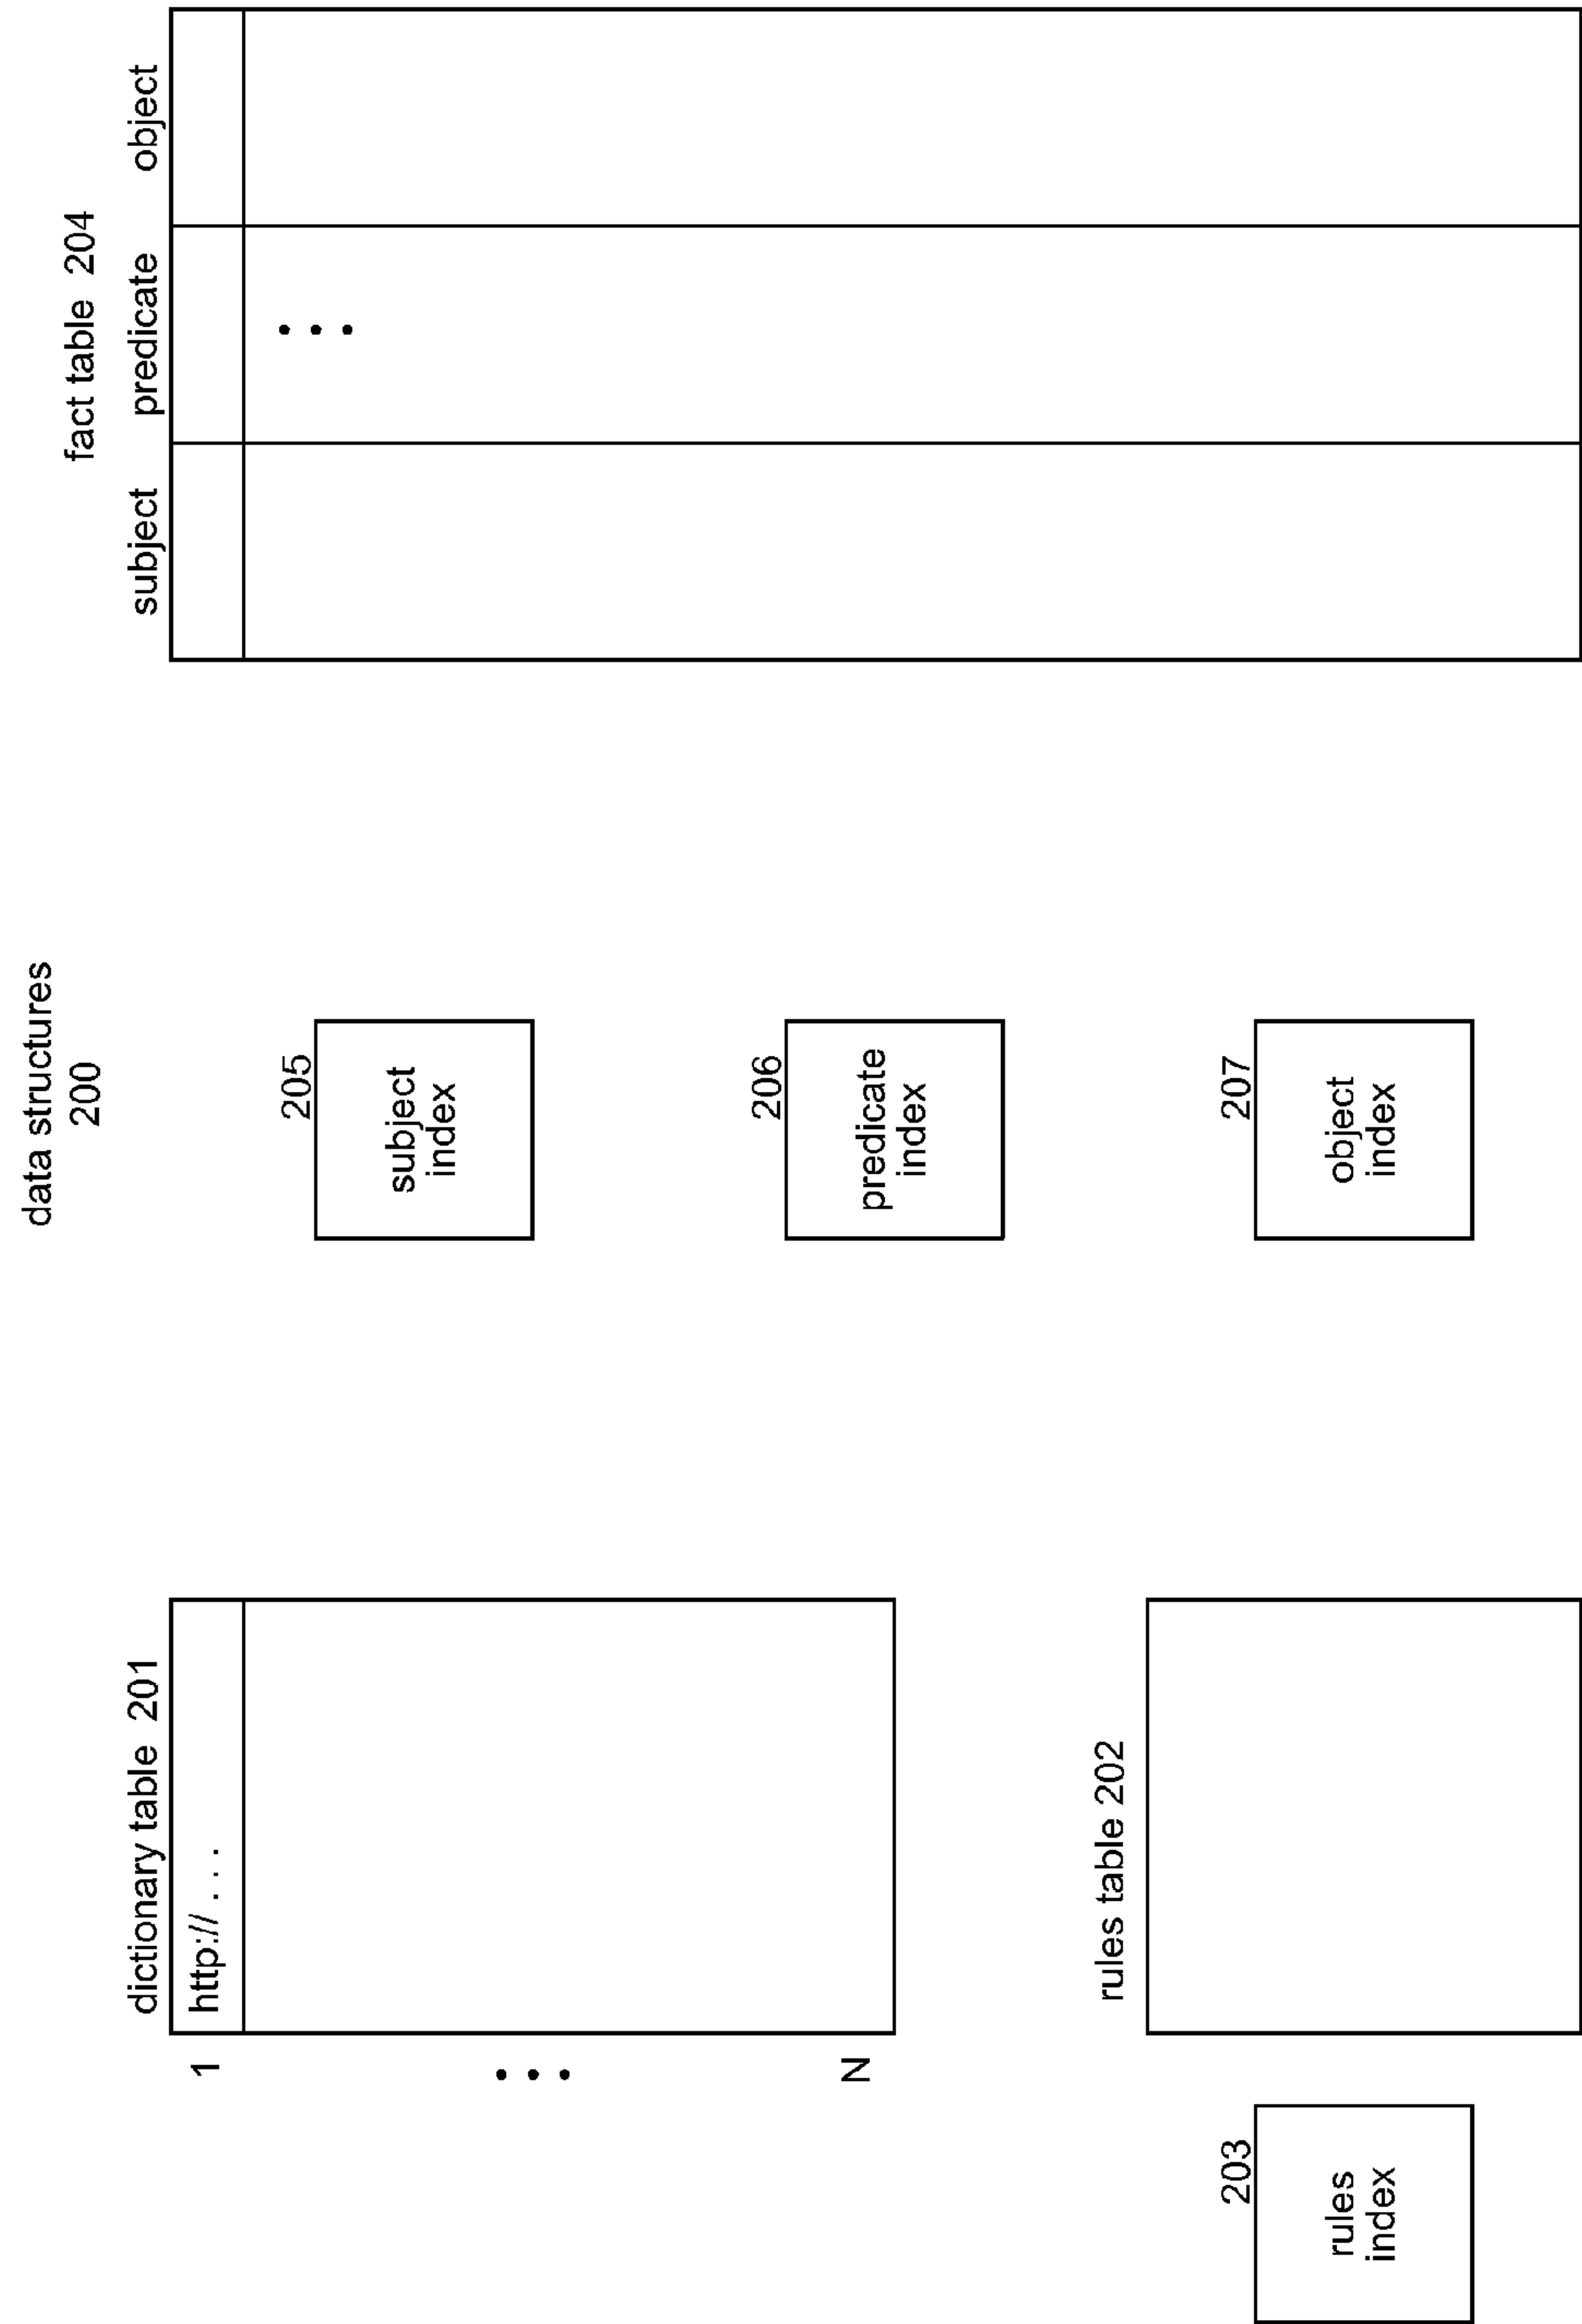 data structures
200
dictionary table 201
1
http:// . . .
N
rules table 202
203
rules
index
205
subject
index
206
predicate
index
207
object
index
fact table 204
subject predicate object